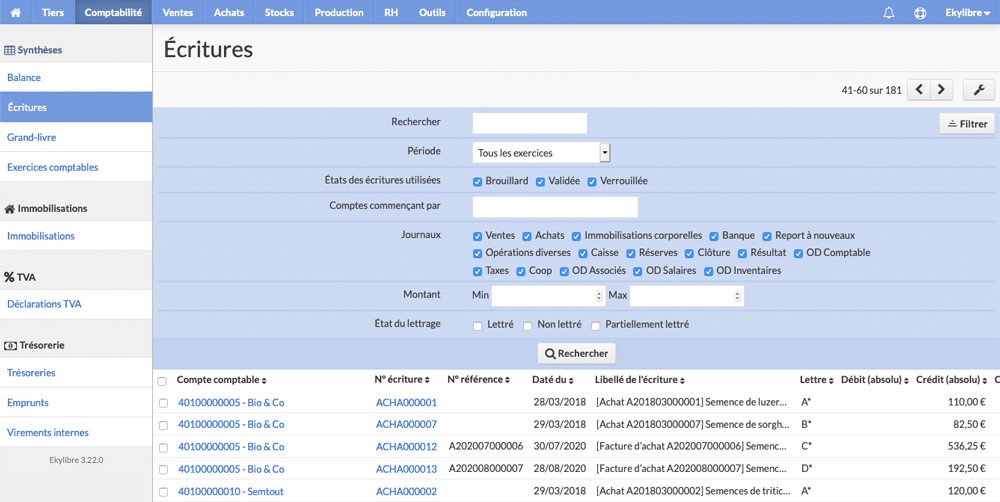 Tiers Comptabilité Ventes Achats Stocks Production RH Outils Configuration Ekylibre
Synthèses
Balance
Écritures
Grand-livre
Exercices comptables
Immobilisations
Immobilisations
TVA
Déclarations TVA
Trésorerie
Trésoreries
Emprunts
Virements internes
Ekylibre 3.22.0
Écritures
41-60 sur 181
Rechercher
Filtrer
Période Tous les exercices
États des écritures utilisées Brouillard Validée Verrouillée
Comptes commençant par
Journaux Ventes Achats Immobilisations corporelles Banque Report à nouveaux
Opérations diverses Caisse Réserves Clôture Résultat OD Comptable
Taxes Coop OD Associés OD Salaires OD Inventaires
Montant Min Max
État du lettrage Lettré Non lettré Partiellement lettré
Rechercher
Compte comptable N° écriture N° référence Daté du Libellé de l'écriture Lettre Débit (absolu) Crédit (absolu) C
40100000005 - Bio & Co ACHA000001 28/03/2018 [Achat A201803000001] Semence de luzer... A* 110,00 €
40100000005 - Bio & Co ACHA000007 29/03/2018 [Achat A201803000007] Semence de sorgh... B* 82,50 €
40100000005 - Bio & Co ACHA000012 A202007000006 30/07/2020 [Facture d'achat A202007000006] Semenc... C* 536,25 €
40100000005 - Bio & Co ACHA000013 A202008000007 28/08/2020 [Facture d'achat A202008000007] Semenc... D* 192,50 €
40100000010 - Semtout ACHA000002 29/03/2018 [Achat A201803000002] Semences de tritic... A* 120,00 €